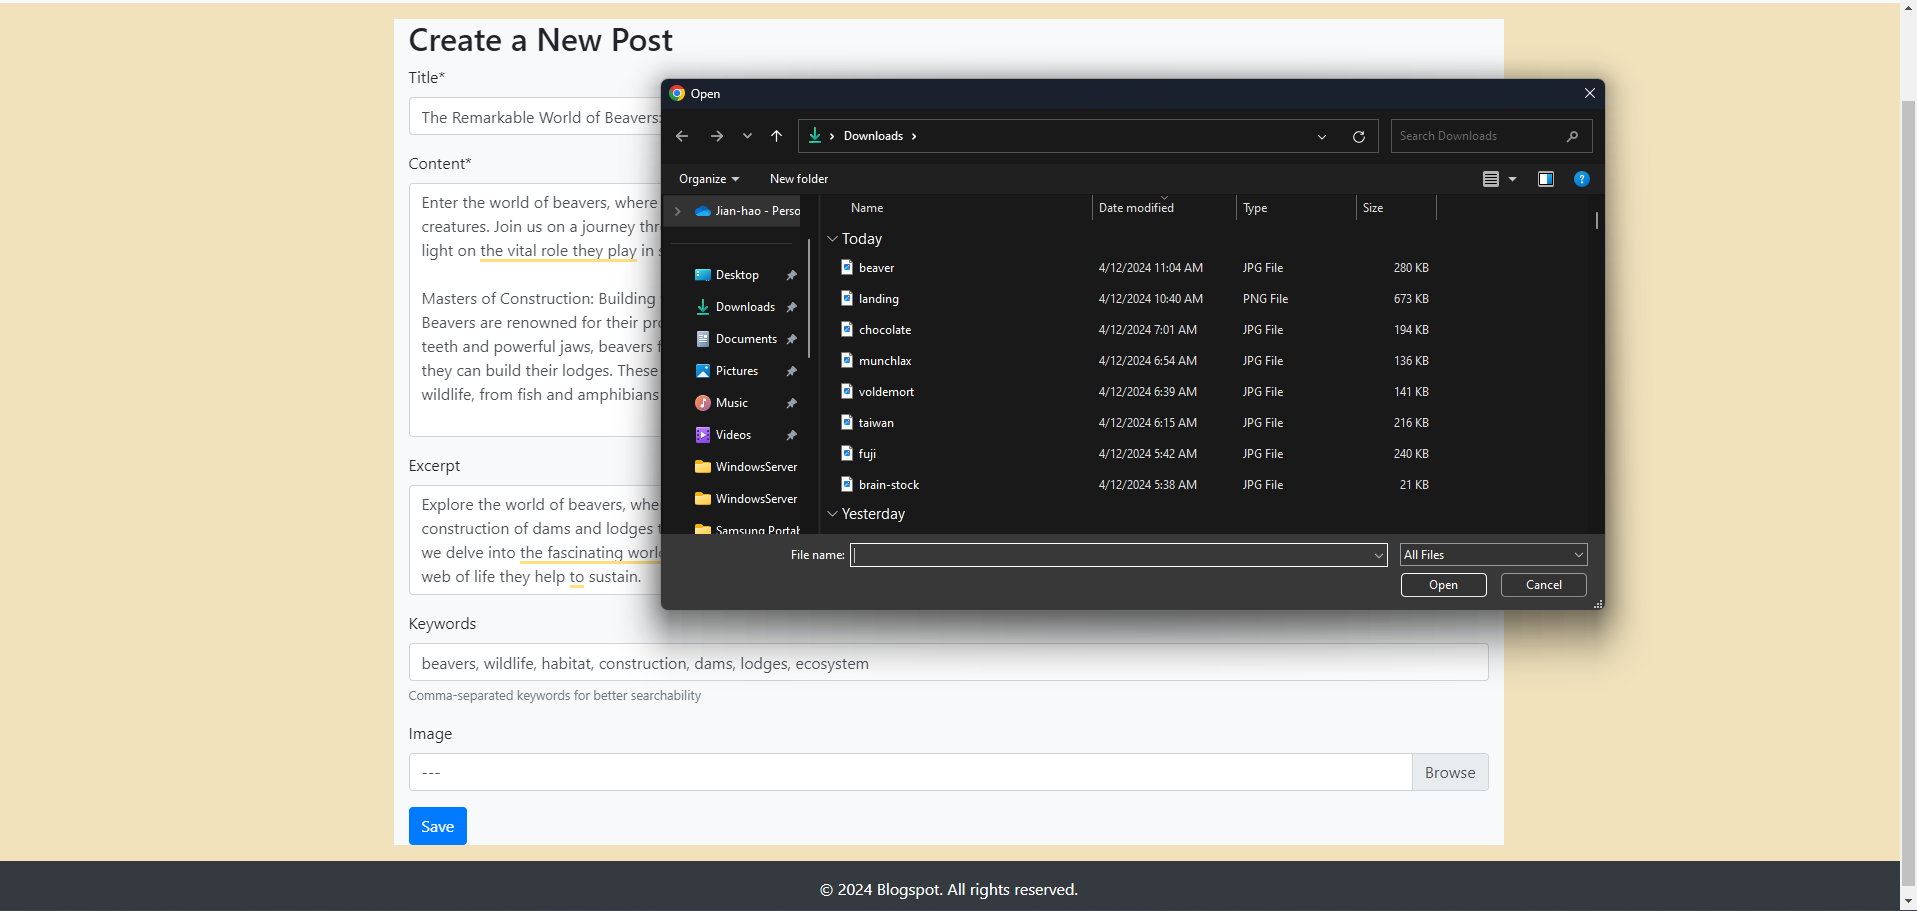 Create a New Post
Title*
The Remarkable World of Beavers:
Content*
Enter the world of beavers, where
creatures. Join us on a journey thr
light on the vital role they play in s
Masters of Construction: Building
Beavers are renowned for their pro
teeth and powerful jaws, beavers f
they can build their lodges. These
wildlife, from fish and amphibians
Excerpt
Explore the world of beavers, whe
construction of dams and lodges t
we delve into the fascinating worl
web of life they help to sustain.
Keywords
beavers, wildlife, habitat, construction, dams, lodges, ecosystem
Comma-separated keywords for better searchability
Image
---
Browse
Save
© 2024 Blogspot. All rights reserved.
Open
Downloads
Search Downloads
Organize
New folder
Jian-hao - Perso
Desktop
Downloads
Documents
Pictures
Music
Videos
WindowsServer
WindowsServer
Samsung Portab
Name Date modified Type Size
Today
beaver 4/12/2024 11:04 AM JPG File 280 KB
landing 4/12/2024 10:40 AM PNG File 673 KB
chocolate 4/12/2024 7:01 AM JPG File 194 KB
munchlax 4/12/2024 6:54 AM JPG File 136 KB
voldemort 4/12/2024 6:39 AM JPG File 141 KB
taiwan 4/12/2024 6:15 AM JPG File 216 KB
fuji 4/12/2024 5:42 AM JPG File 240 KB
brain-stock 4/12/2024 5:38 AM JPG File 21 KB
Yesterday
File name:
All Files
Open
Cancel